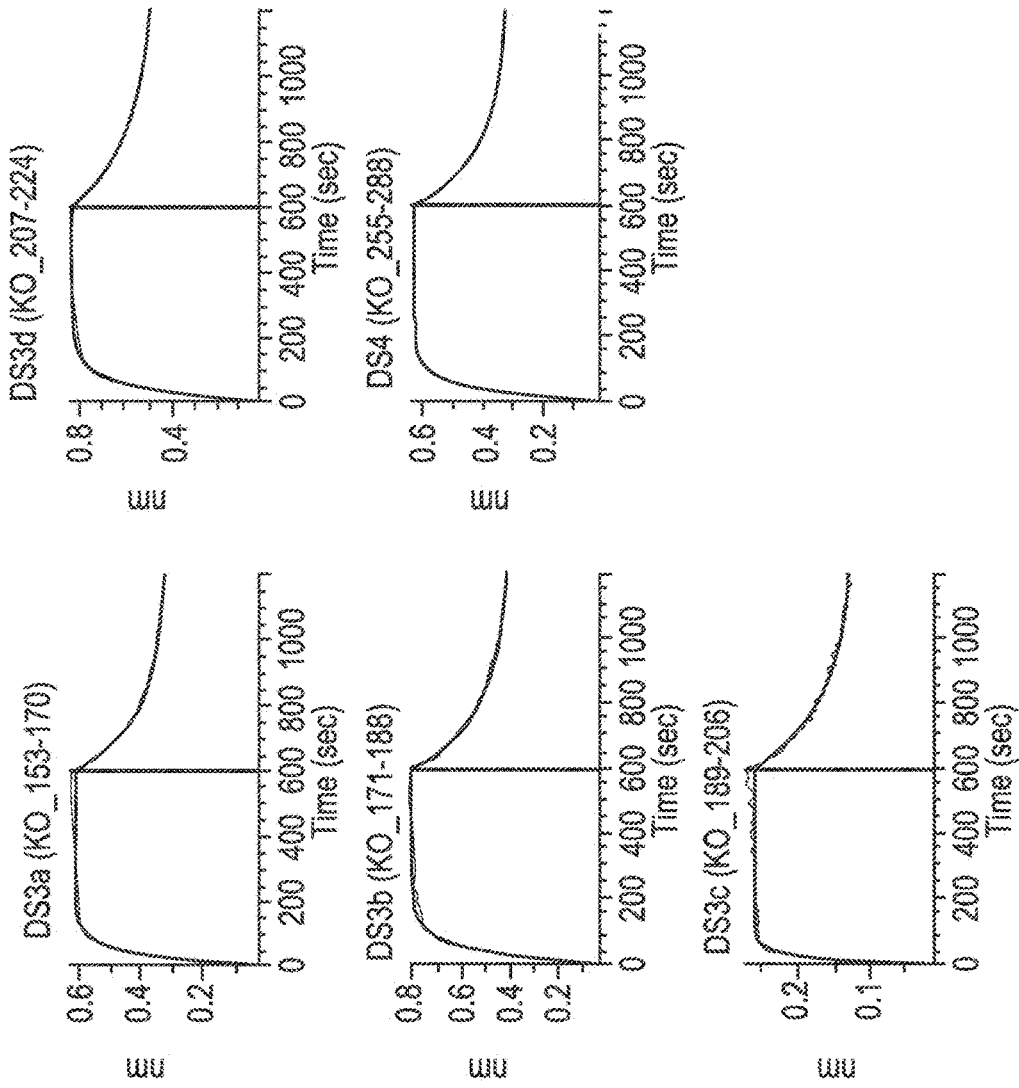 DS3a (KO_153-170)
nm
0.6
0.4
0.2
0 200 400 600 800 1000
Time (sec)
DS3b (KO_171-188)
nm
0.8
0.6
0.4
0.2
0 200 400 600 800 1000
Time (sec)
DS3c (KO_189-206)
nm
0.2
0.1
0 200 400 600 800 1000
Time (sec)
DS3d (KO_207-224)
nm
0.8
0.4
0 200 400 600 800 1000
Time (sec)
DS4 (KO_255-288)
nm
0.6
0.4
0.2
0 200 400 600 800 1000
Time (sec)